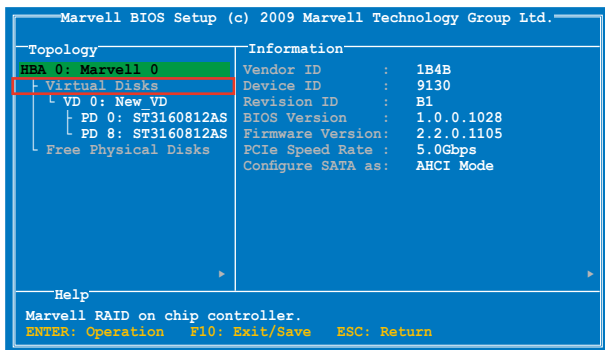 Marvell BIOS Setup (c) 2009 Marvell Technology Group Ltd.
Topology
HBA 0: Marvell 0
Virtual Disks
VD 0: New_VD
PD 0: ST3160812AS
PD 8: ST3160812AS
Free Physical Disks
Information
Vendor ID : 1B4B
Device ID : 9130
Revision ID : B1
BIOS Version : 1.0.0.1028
Firmware Version: 2.2.0.1105
PCIe Speed Rate : 5.0Gbps
Configure SATA as: AHCI Mode
Help
Marvell RAID on chip controller.
ENTER: Operation F10: Exit/Save ESC: Return